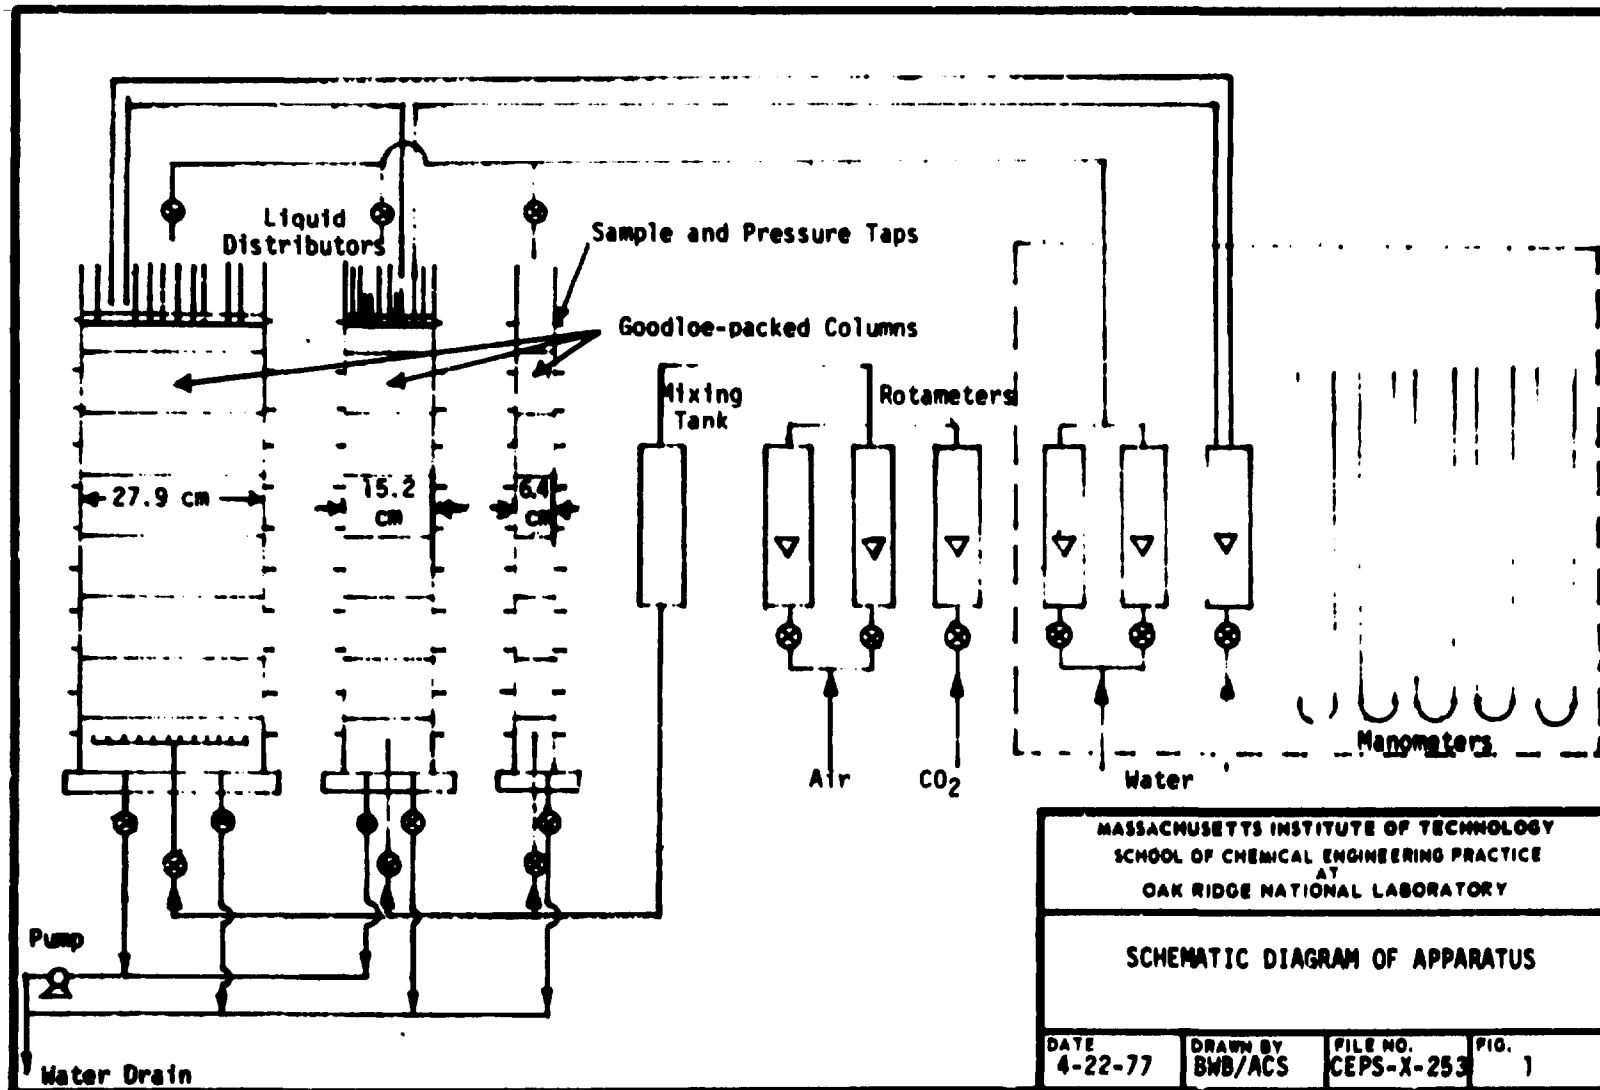 Liquid
Distributors
Sample and Pressure Taps
Goodloe-packed Columns
Mixing
Tank
Rotameters
27.9 cm
15.2
cm
6.4
cm
Manometers
Air
CO2
Water
Pump
Water Drain
MASSACHUSETTS INSTITUTE OF TECHNOLOGY
SCHOOL OF CHEMICAL ENGINEERING PRACTICE
AT
OAK RIDGE NATIONAL LABORATORY
SCHEMATIC DIAGRAM OF APPARATUS
DATE
4-22-77
DRAWN BY
BWB/ACS
FILE NO.
CEPS-X-253
FIG.
1